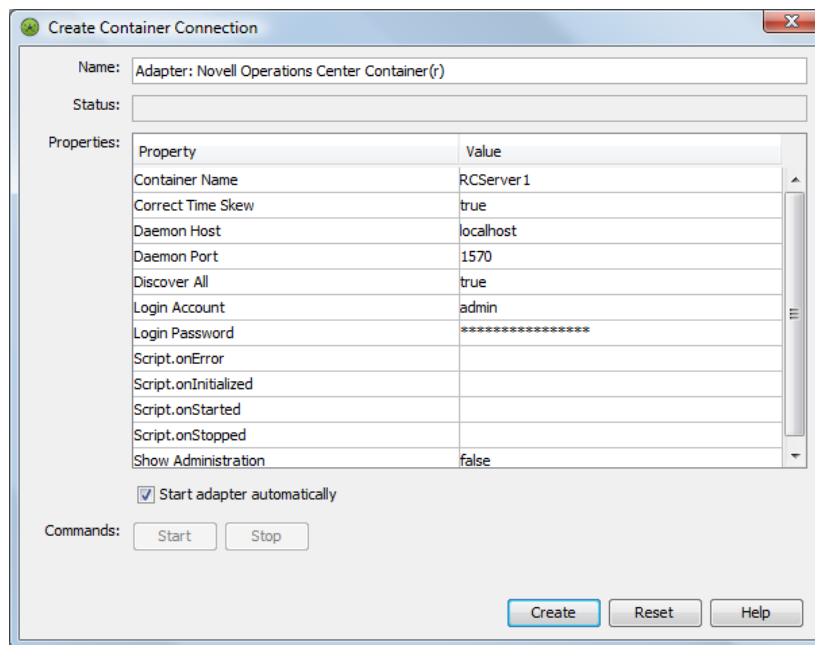 Create Container Connection
Name: Adapter: Novell Operations Center Container(r)
Status:
Properties:
Property Value
Container Name RCServer1
Correct Time Skew true
Daemon Host localhost
Daemon Port 1570
Discover All true
Login Account admin
Login Password ****************
Script.onError
Script.onInitialized
Script.onStarted
Script.onStopped
Show Administration false
Start adapter automatically
Commands: Start Stop
Create Reset Help